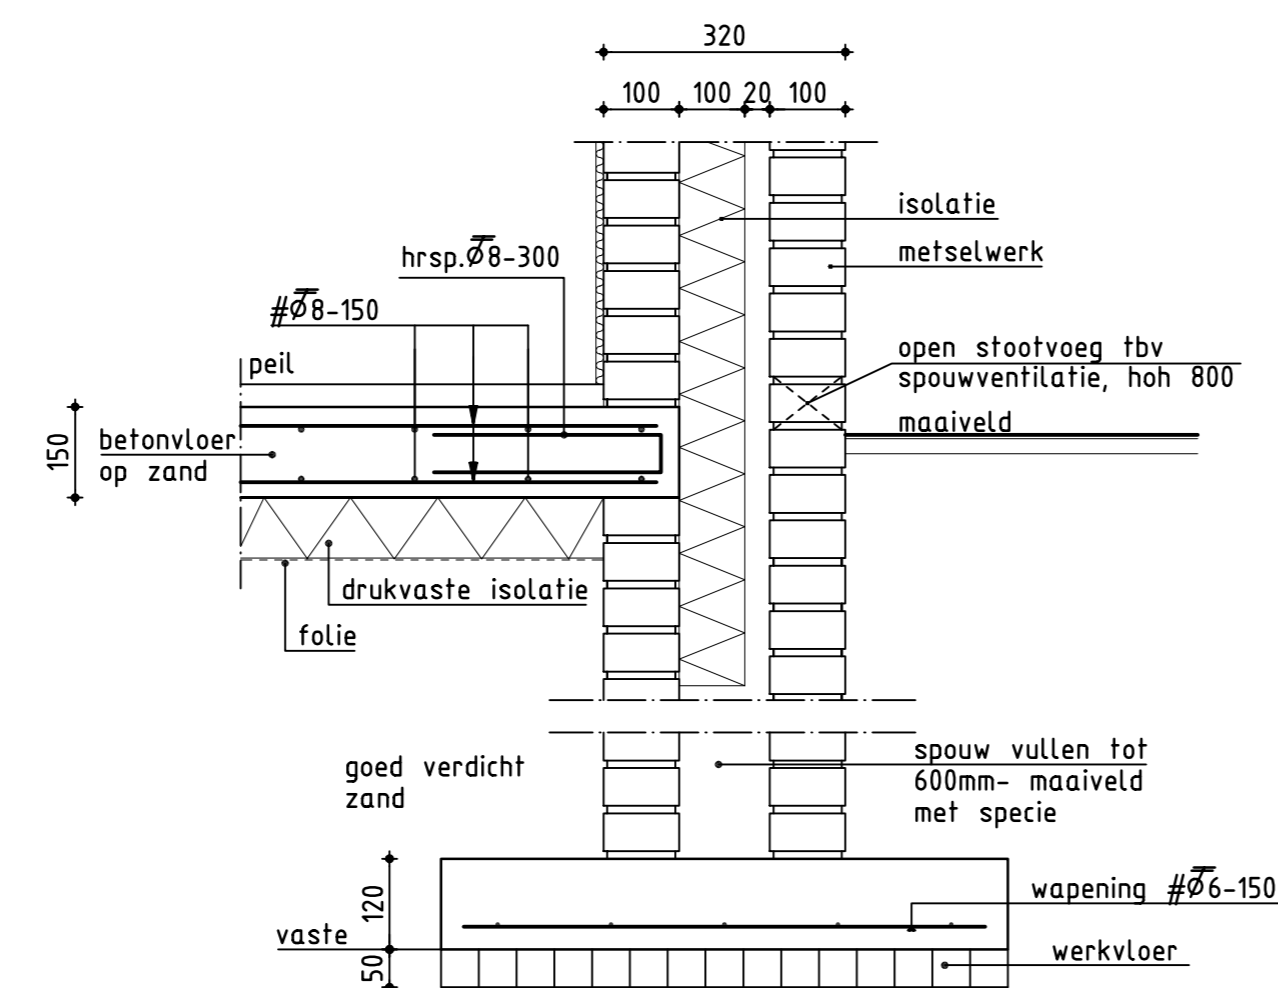 320
100 100 20 100
isolatie
metselwerk
hrsp.Ø8-300
#Ø8-150
open stootvoeg tbv
spouwventilatie, hoh 800
peil
maaiveld
150
betonvloer
op zand
drukvaste isolatie
folie
goed verdicht
zand
spouw vullen tot
600mm- maaiveld
met specie
120
wapening #Ø6-150
vaste
50
werkvloer